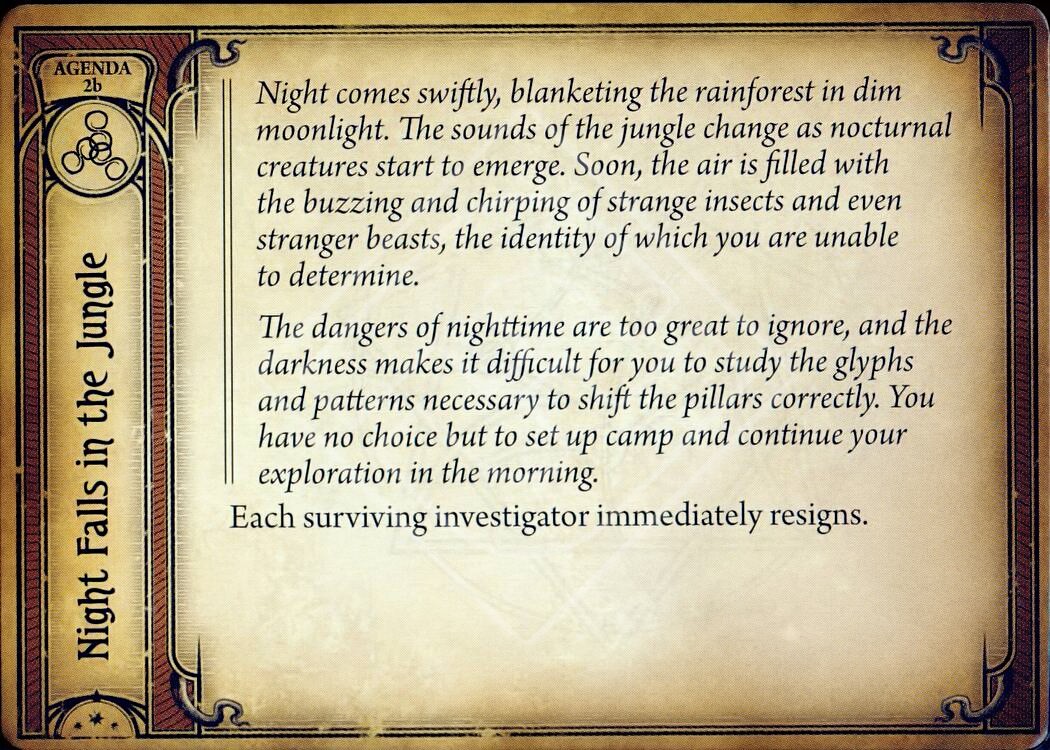 AGENDA
2b
Night Falls in the Jungle
Night comes swiftly, blanketing the rainforest in dim
moonlight. The sounds of the jungle change as nocturnal
creatures start to emerge. Soon, the air is filled with
the buzzing and chirping of strange insects and even
stranger beasts, the identity of which you are unable
to determine.
The dangers of nighttime are too great to ignore, and the
darkness makes it difficult for you to study the glyphs
and patterns necessary to shift the pillars correctly. You
have no choice but to set up camp and continue your
exploration in the morning.
Each surviving investigator immediately resigns.